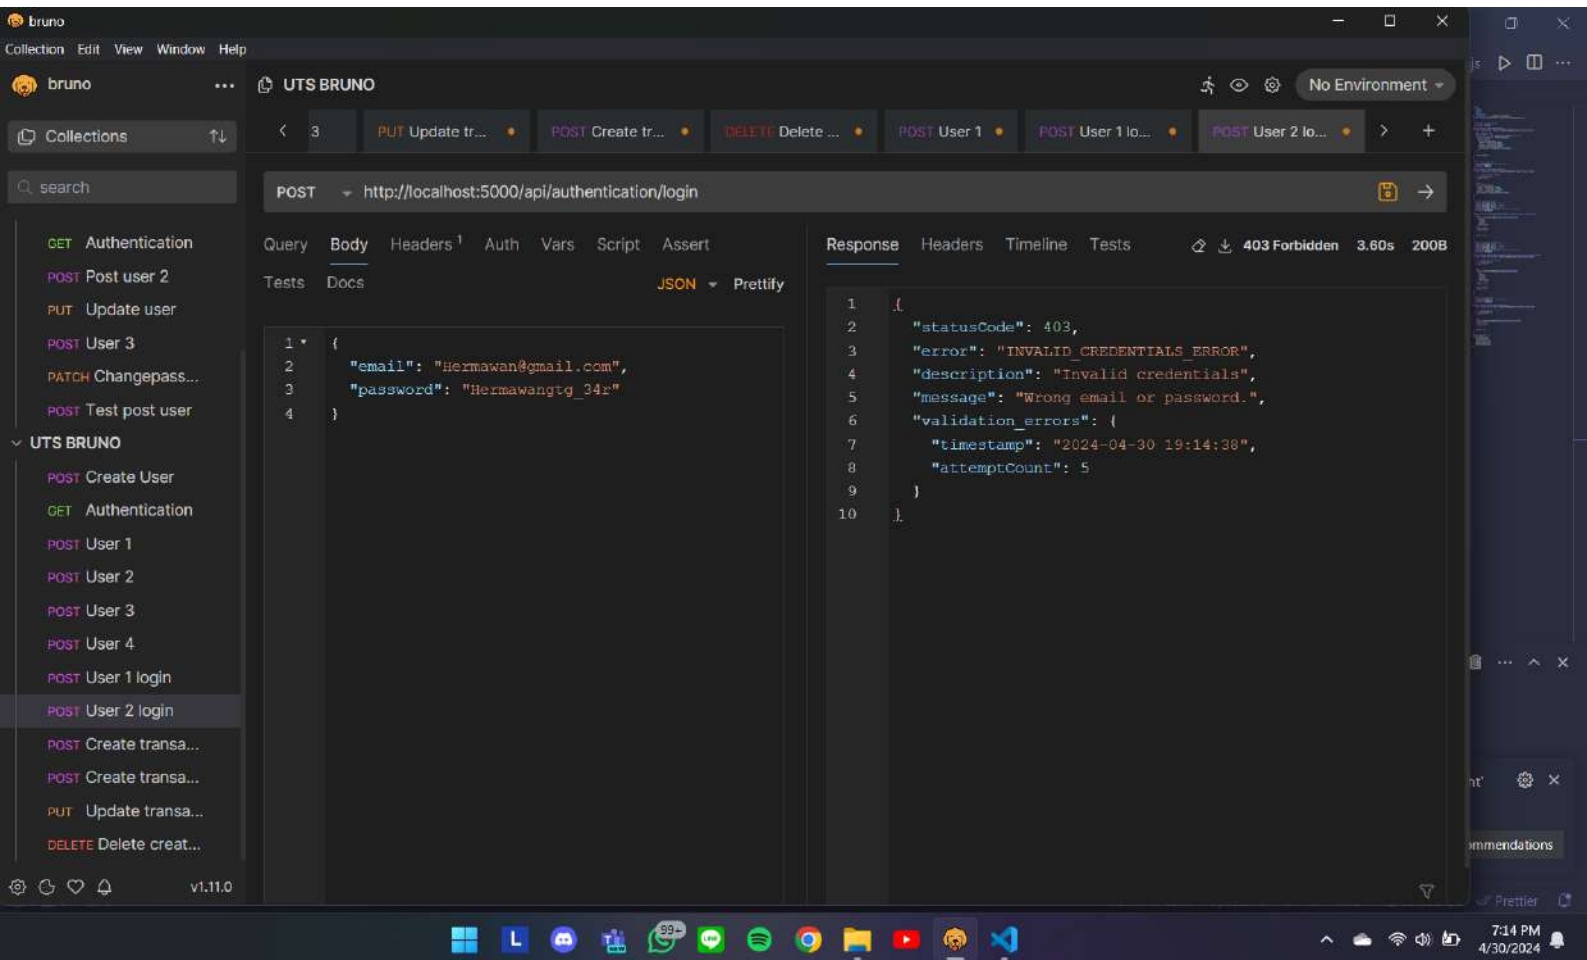 bruno
Collection Edit View Window Help
bruno
UTS BRUNO
No Environment
js
Collections
3
PUT Update tr...
POST Create tr...
DELETE Delete ...
POST User 1
POST User 1 lo...
POST User 2 lo...
search
POST http://localhost:5000/api/authentication/login
GET Authentication
POST Post user 2
PUT Update user
POST User 3
PATCH Changepass...
POST Test post user
UTS BRUNO
POST Create User
GET Authentication
POST User 1
POST User 2
POST User 3
POST User 4
POST User 1 login
POST User 2 login
POST Create transa...
POST Create transa...
PUT Update transa...
DELETE Delete creat...
v1.11.0
Query Body Headers 1 Auth Vars Script Assert
Tests Docs
JSON Prettify
1 {
2 "email": "Hermawan@gmail.com",
3 "password": "Hermawangtg_34r"
4 }
Response Headers Timeline Tests
403 Forbidden 3.60s 200B
1 {
2 "statusCode": 403,
3 "error": "INVALID_CREDENTIALS_ERROR",
4 "description": "Invalid credentials",
5 "message": "Wrong email or password.",
6 "validation_errors": {
7 "timestamp": "2024-04-30 19:14:38",
8 "attemptCount": 5
9 }
10 }
nt'
ommendations
Prettier
L
99+
7:14 PM
4/30/2024